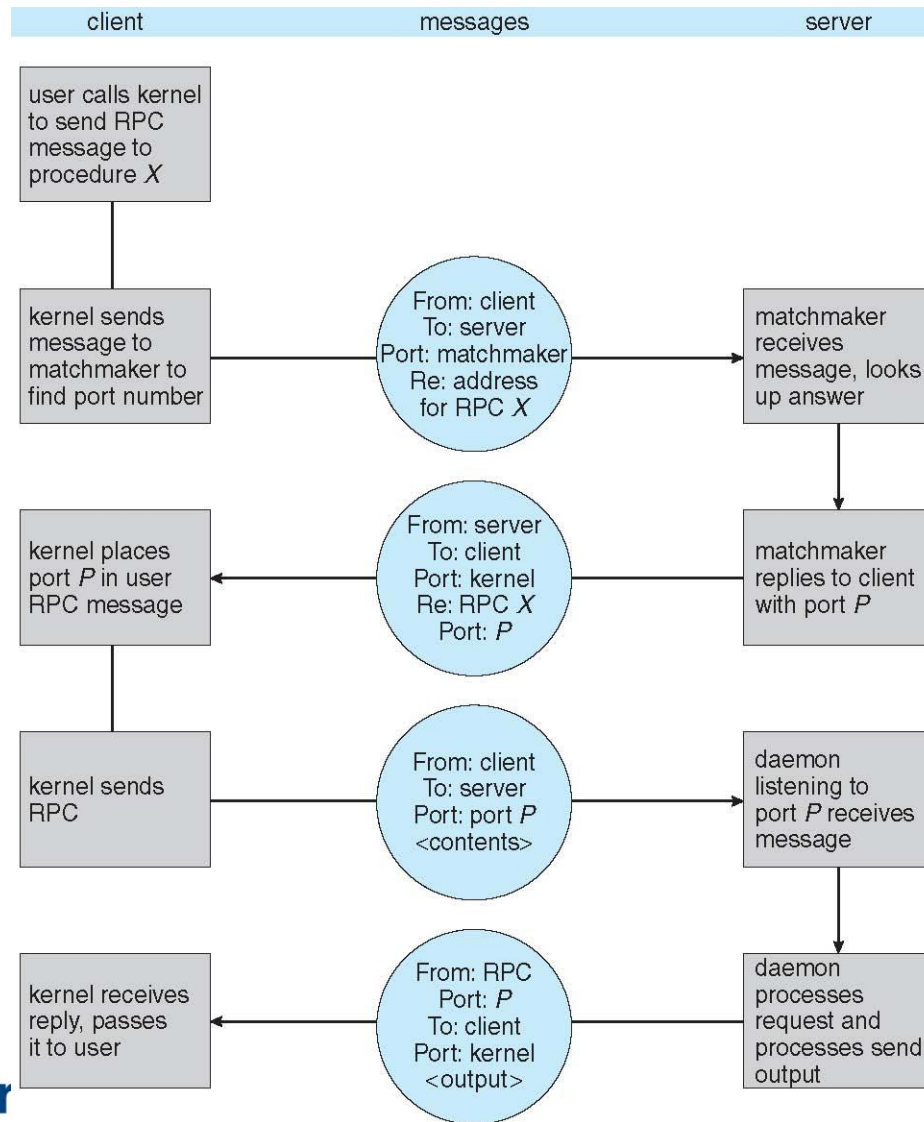 client
messages
server
user calls kernel
to send RPC
message to
procedure X
kernel sends
message to
matchmaker to
find port number
From: client
To: server
Port: matchmaker
Re: address
for RPC X
matchmaker
receives
message, looks
up answer
kernel places
port P in user
RPC message
From: server
To: client
Port: kernel
Re: RPC X
Port: P
matchmaker
replies to client
with port P
kernel sends
RPC
From: client
To: server
Port: port P
<contents>
daemon
listening to
port P receives
message
kernel receives
reply, passes
it to user
From: RPC
Port: P
To: client
Port: kernel
<output>
daemon
processes
request and
processes send
output
r